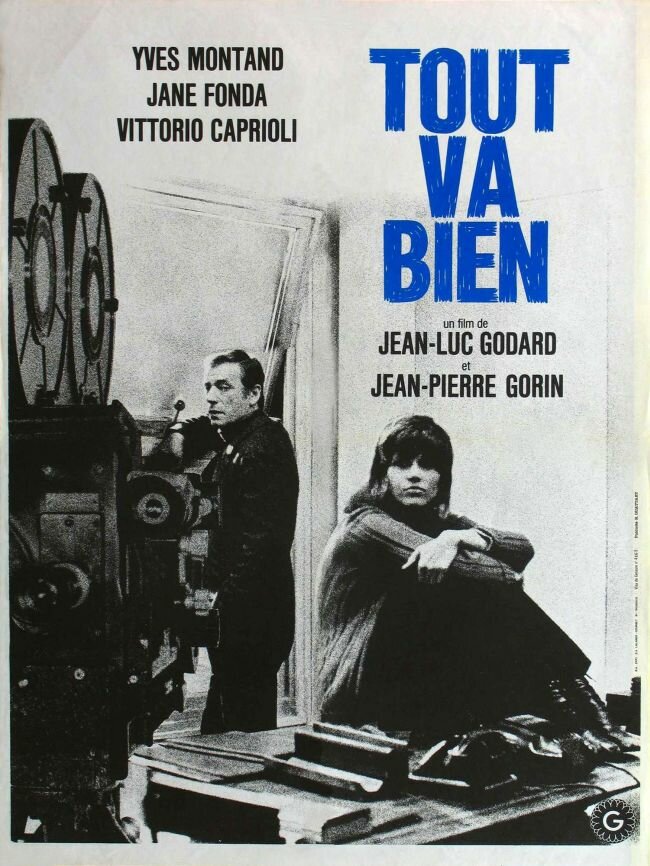 YVES MONTAND
JANE FONDA
VITTORIO CAPRIOLI
TOUT
VA
BIEN
un film de
JEAN-LUC GODARD
et
JEAN-PIERRE GORIN
G